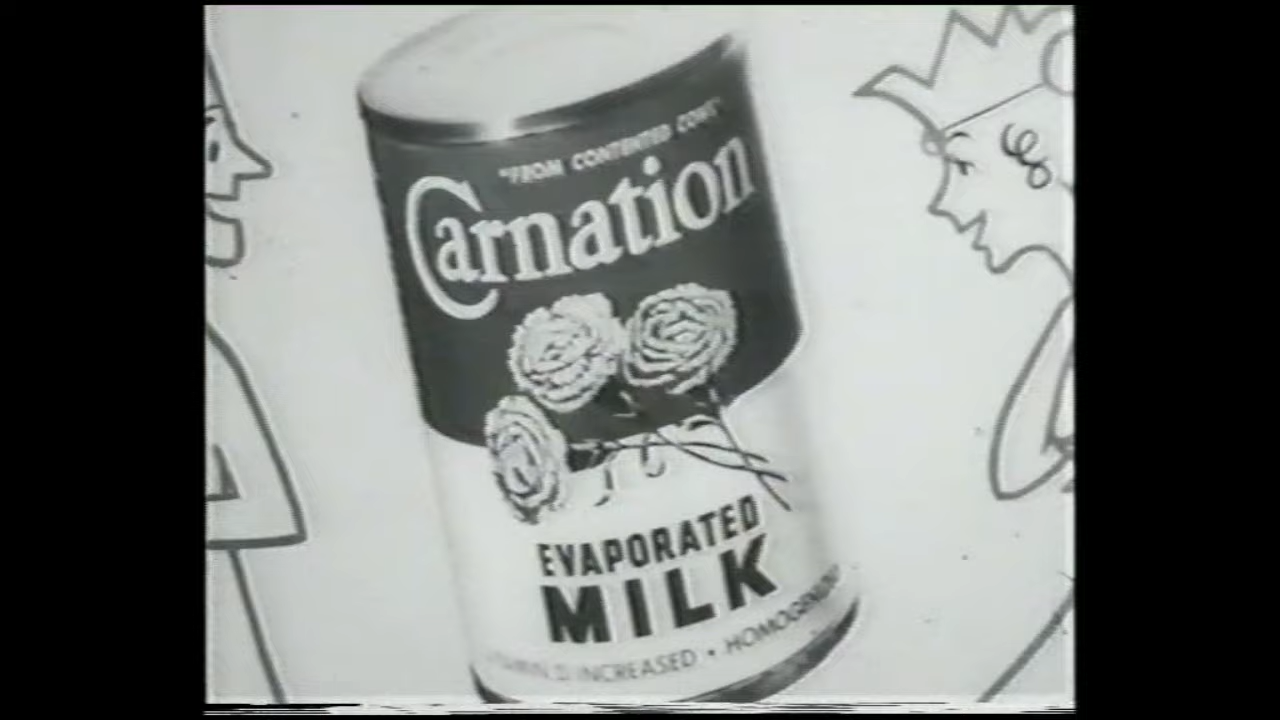 "FROM CONTENTED COWS"
Carnation
EVAPORATED
MILK
D INCREASED • HOMOGENIZED